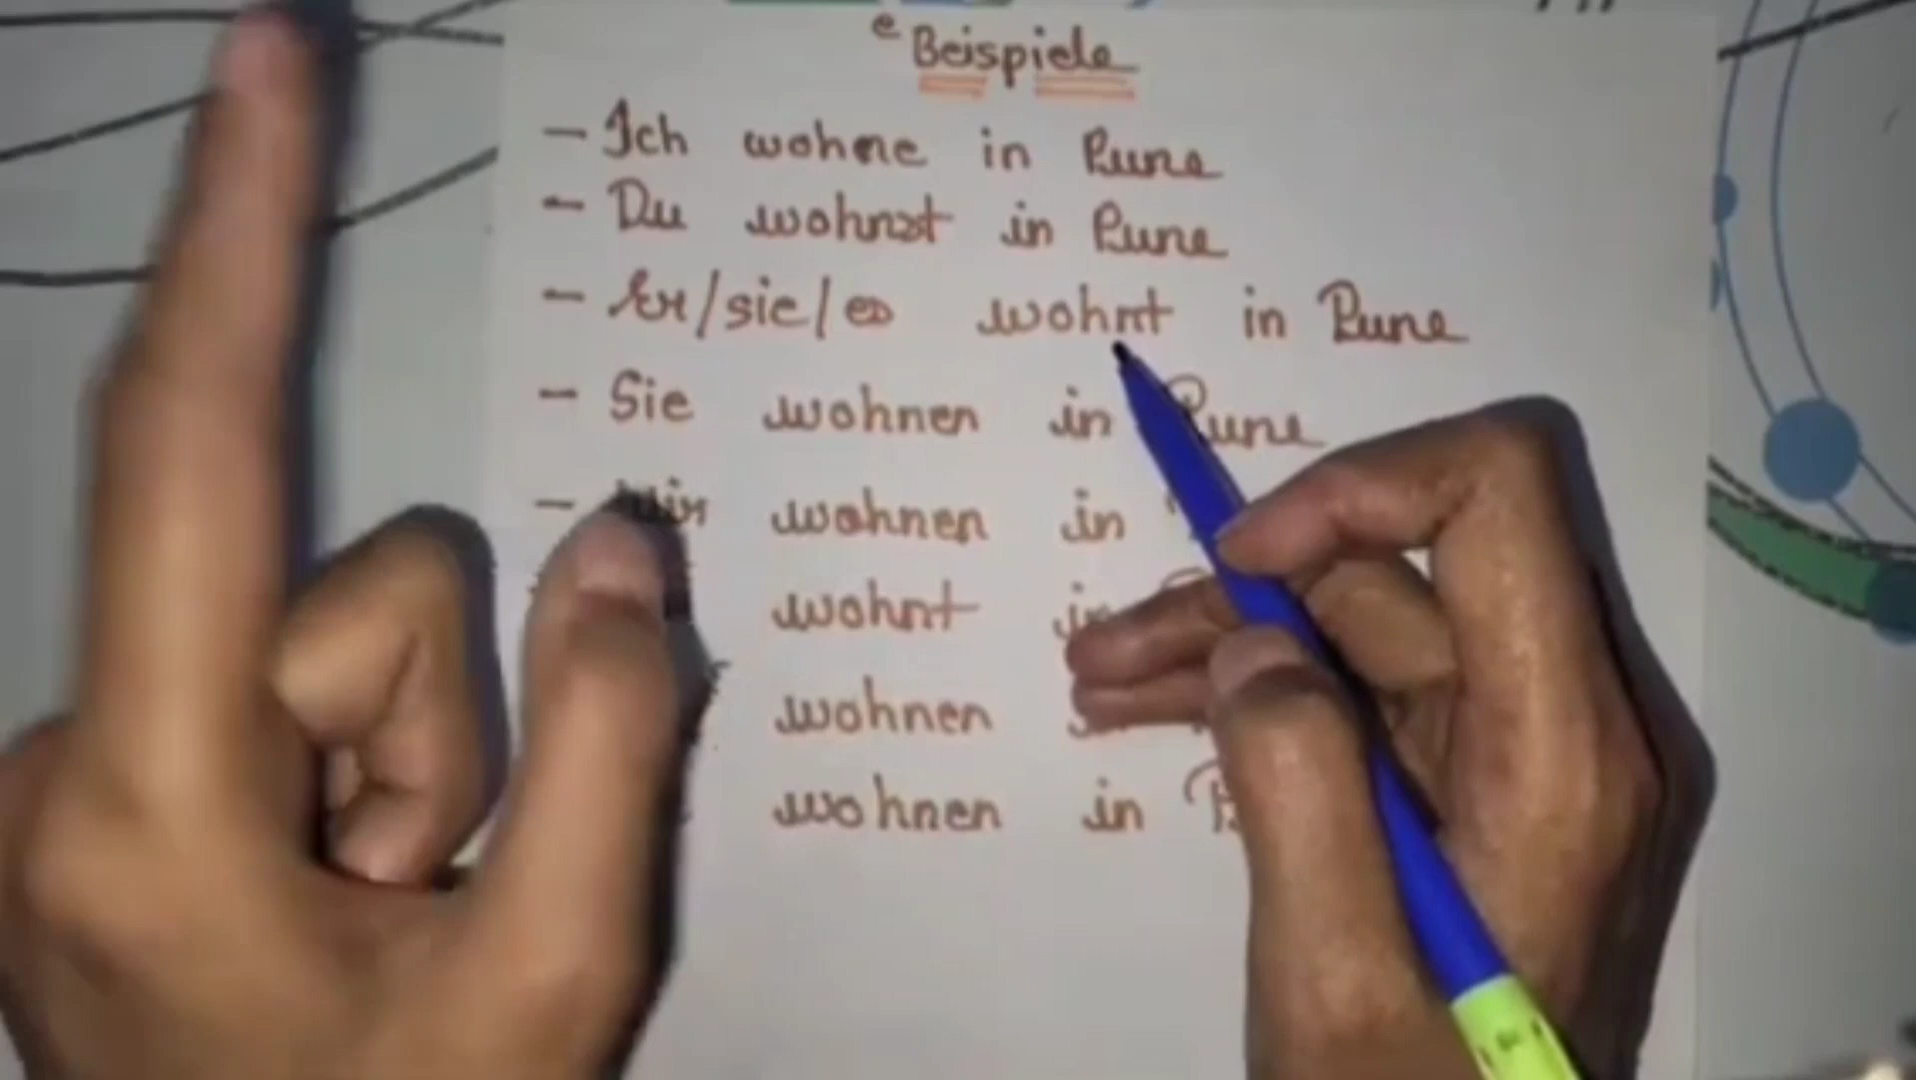 e Beispiele
- Ich wohne in Pune
- Du wohnst in Pune
- Er/sie/es wohnt in Pune
- Sie wohnen in Pune
- Wir wohnen in
wohnt in
wohnen
wohnen in